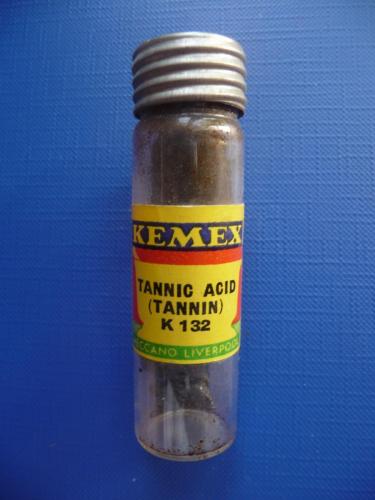 KEMEX
TANNIC ACID
(TANNIN)
K 132
MECCANO LIVERPOOL